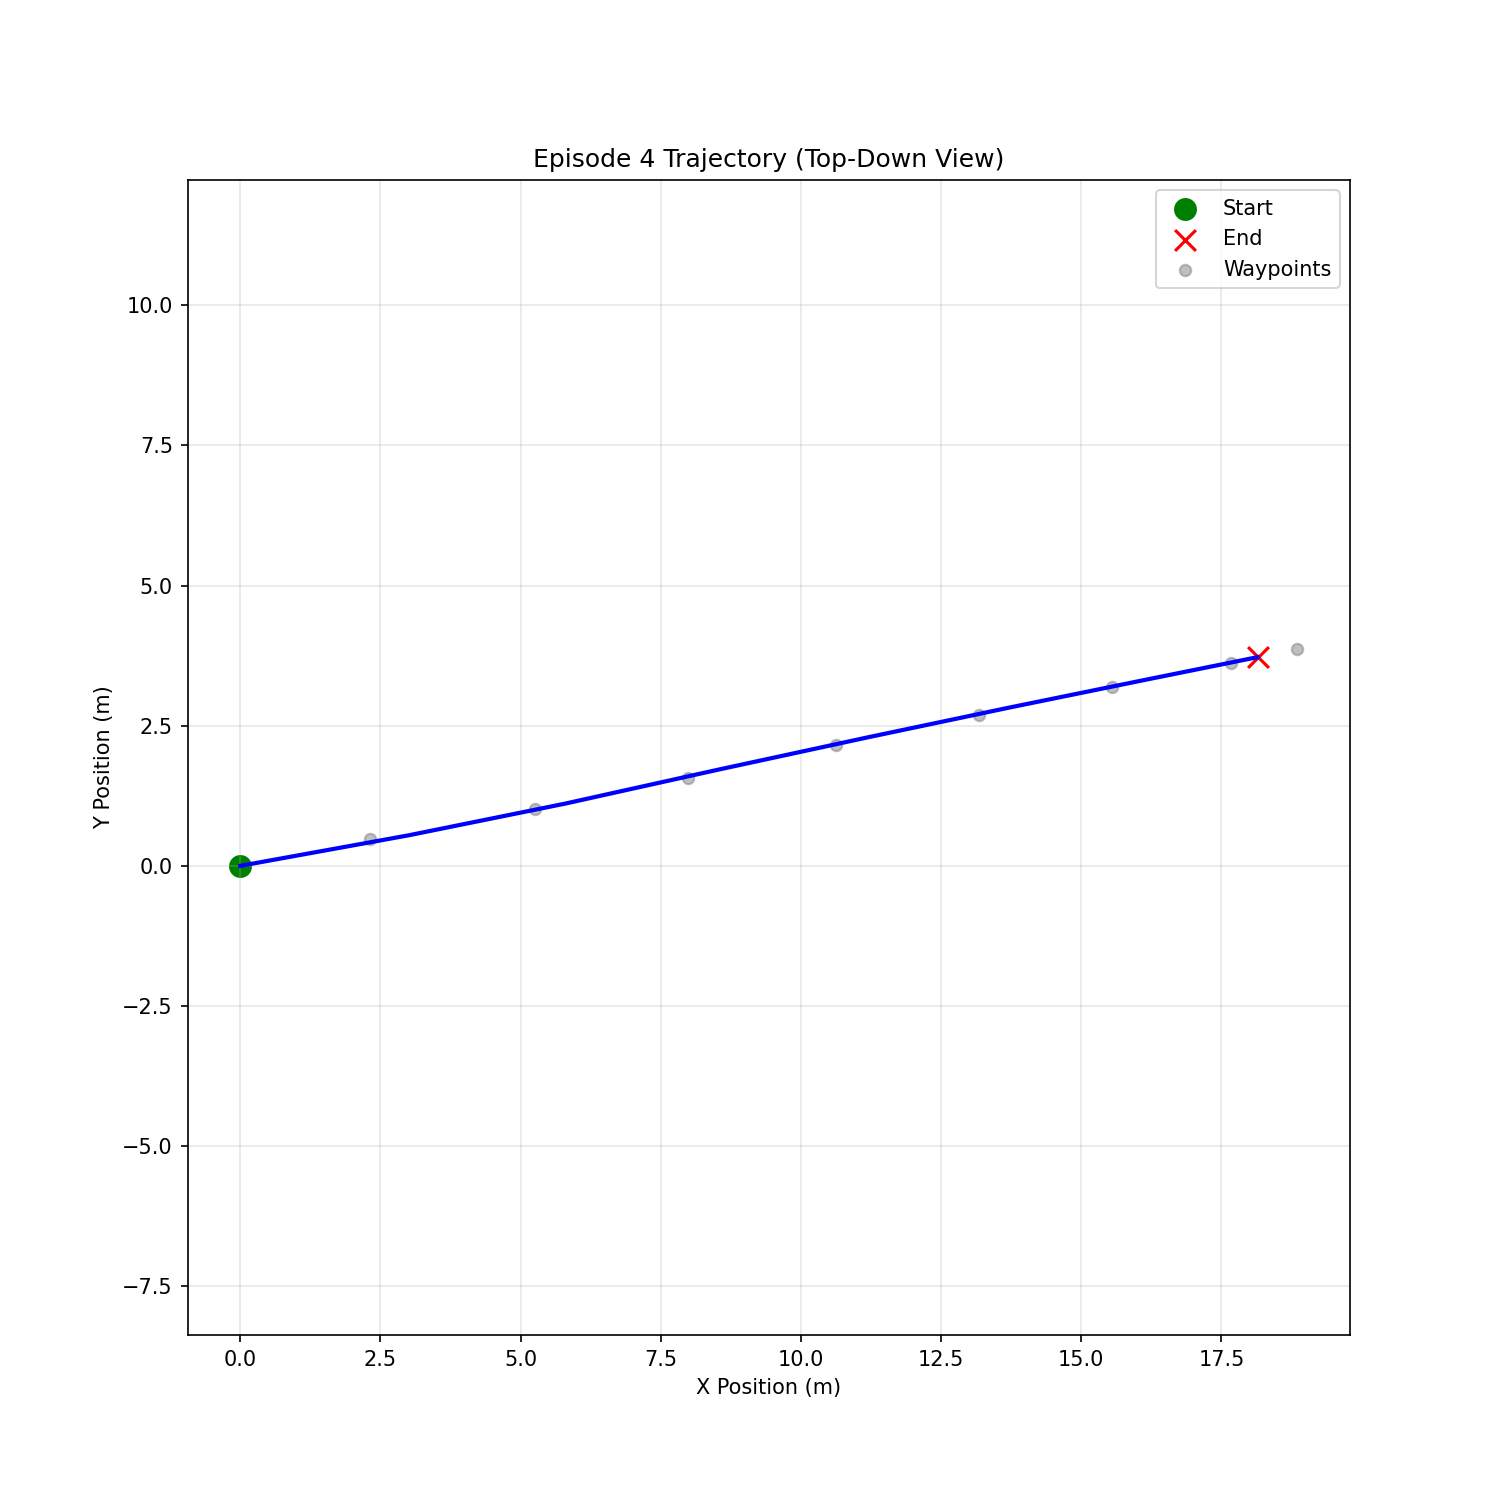 Episode 4 Trajectory (Top-Down View)
Start
End
Waypoints
10.0
7.5
5.0
2.5
0.0
−2.5
−5.0
−7.5
Y Position (m)
0.0 2.5 5.0 7.5 10.0 12.5 15.0 17.5
X Position (m)